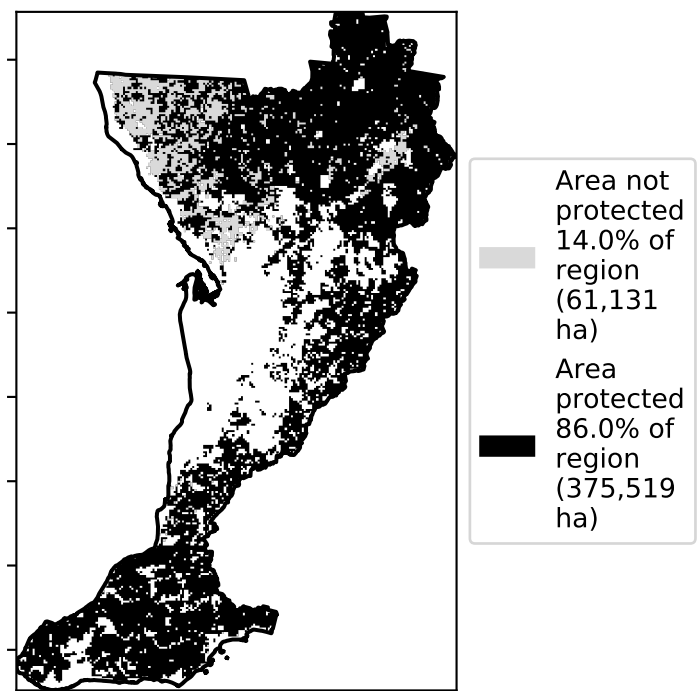 Area not
protected
14.0% of
region
(61,131
ha)
Area
protected
86.0% of
region
(375,519
ha)